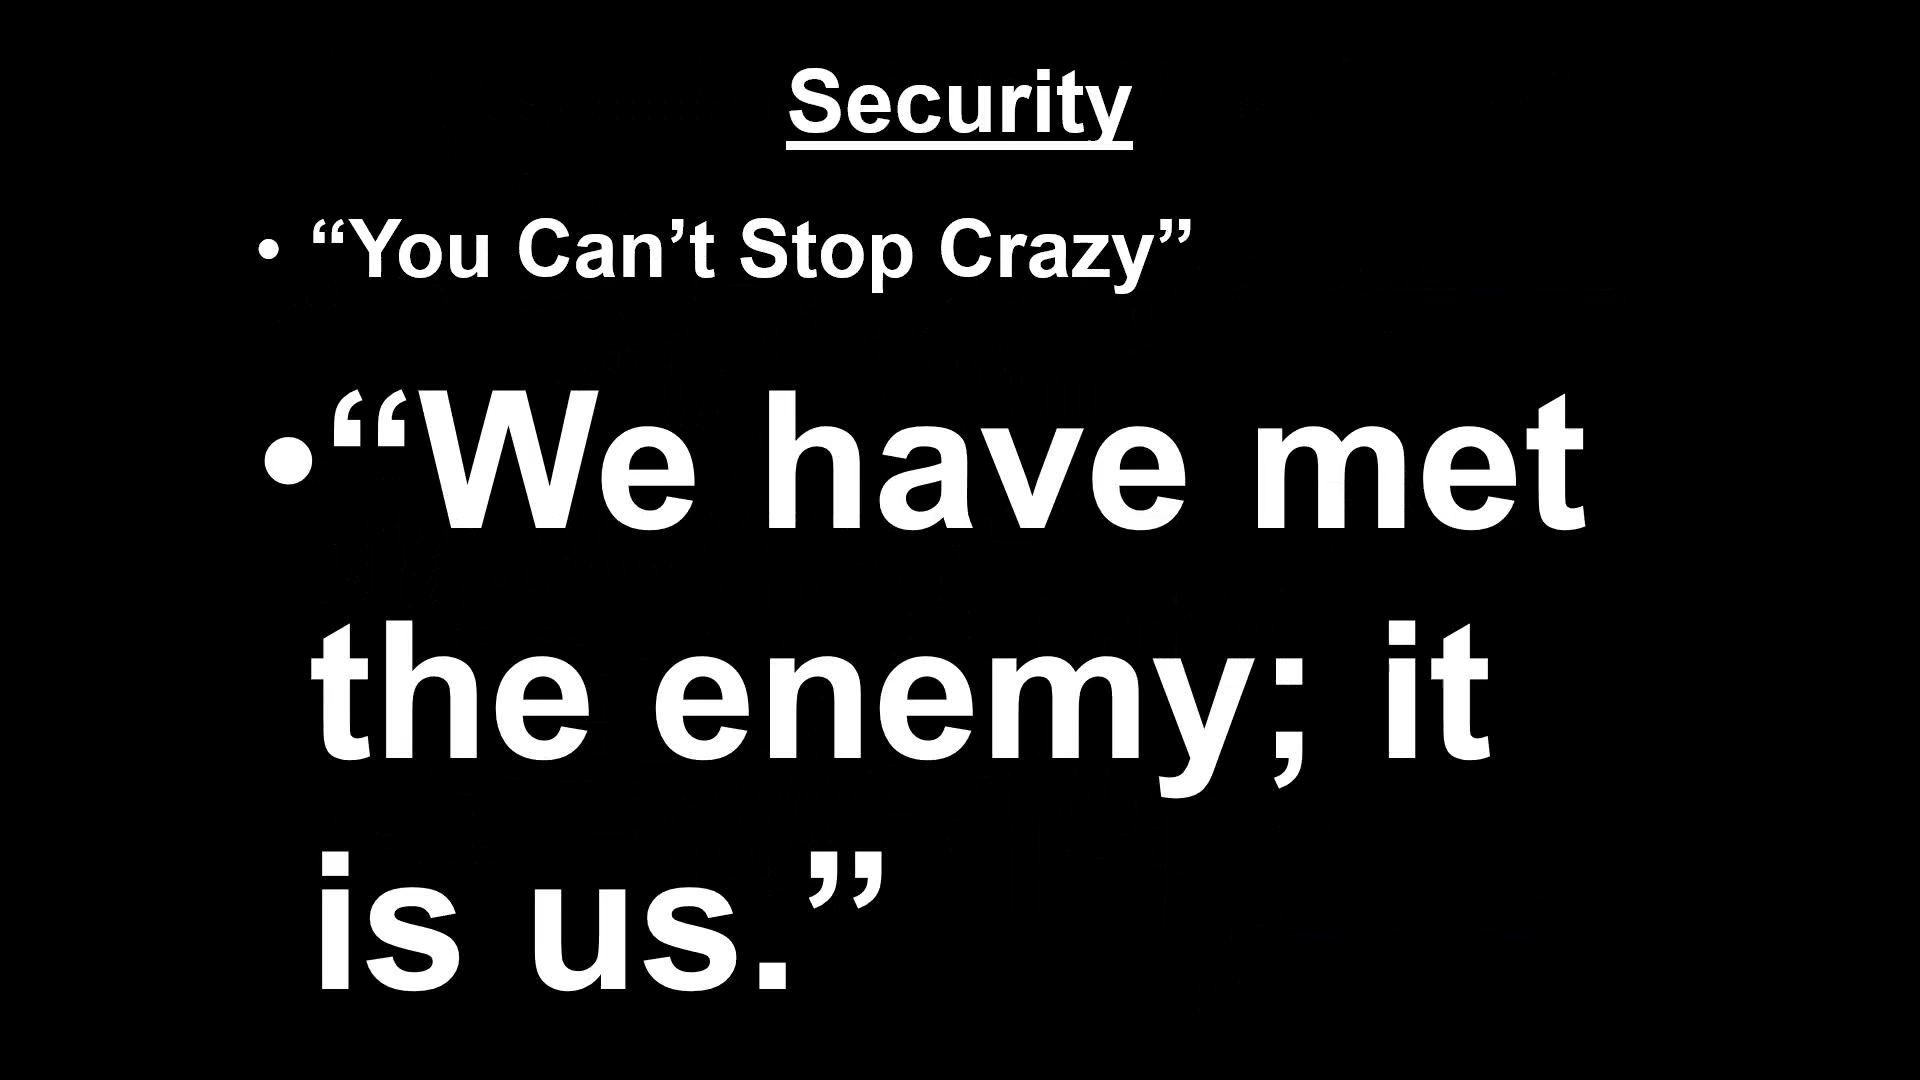 Security
• “You Can’t Stop Crazy”
•“We have met
the enemy; it
is us.”